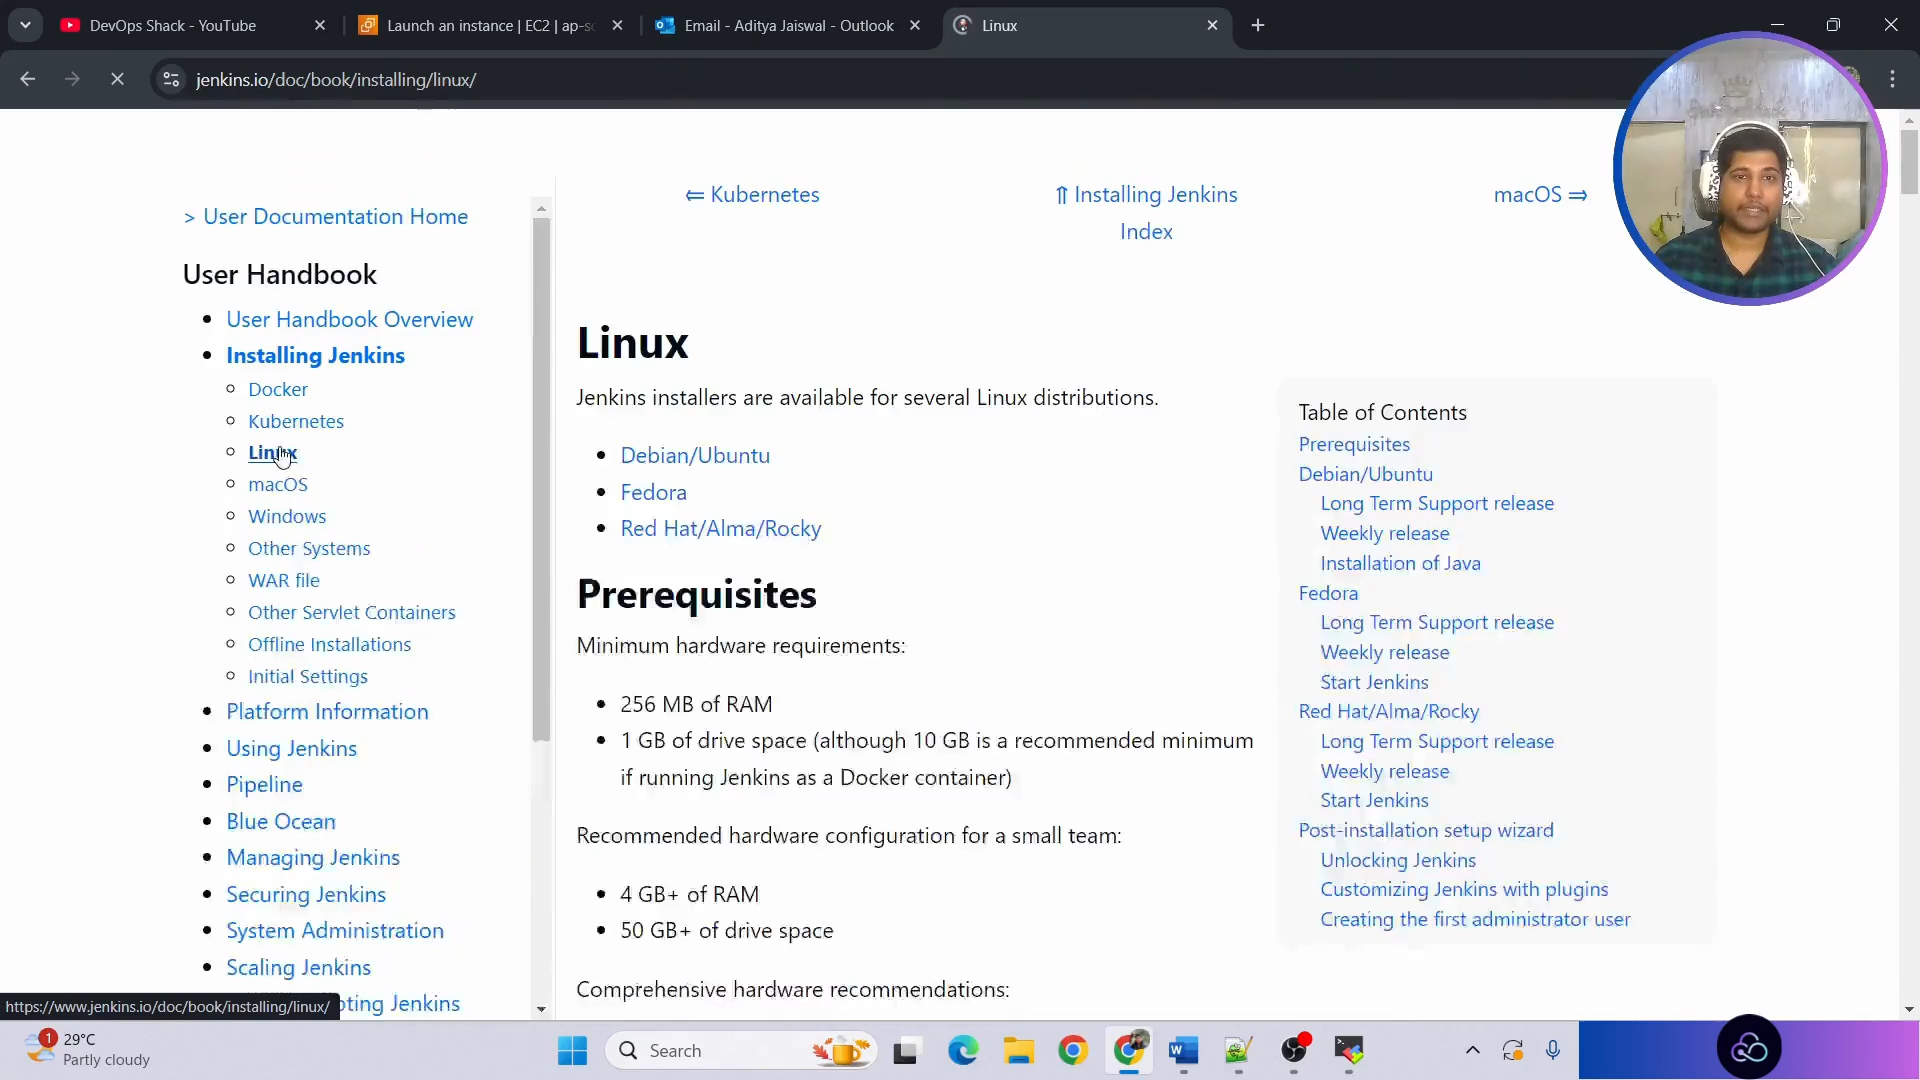 DevOps Shack - YouTube
Launch an instance | EC2 | ap-sc
Email - Aditya Jaiswal - Outlook
Linux
jenkins.io/doc/book/installing/linux/
⇐ Kubernetes
⇑ Installing Jenkins
Index
macOS ⇒
> User Documentation Home
User Handbook
User Handbook Overview
Installing Jenkins
Docker
Kubernetes
Linux
macOS
Windows
Other Systems
WAR file
Other Servlet Containers
Offline Installations
Initial Settings
Platform Information
Using Jenkins
Pipeline
Blue Ocean
Managing Jenkins
Securing Jenkins
System Administration
Scaling Jenkins
oting Jenkins
https://www.jenkins.io/doc/book/installing/linux/
Linux
Jenkins installers are available for several Linux distributions.
Debian/Ubuntu
Fedora
Red Hat/Alma/Rocky
Prerequisites
Minimum hardware requirements:
256 MB of RAM
1 GB of drive space (although 10 GB is a recommended minimum
if running Jenkins as a Docker container)
Recommended hardware configuration for a small team:
4 GB+ of RAM
50 GB+ of drive space
Comprehensive hardware recommendations:
Table of Contents
Prerequisites
Debian/Ubuntu
Long Term Support release
Weekly release
Installation of Java
Fedora
Long Term Support release
Weekly release
Start Jenkins
Red Hat/Alma/Rocky
Long Term Support release
Weekly release
Start Jenkins
Post-installation setup wizard
Unlocking Jenkins
Customizing Jenkins with plugins
Creating the first administrator user
1
29°C
Partly cloudy
Search